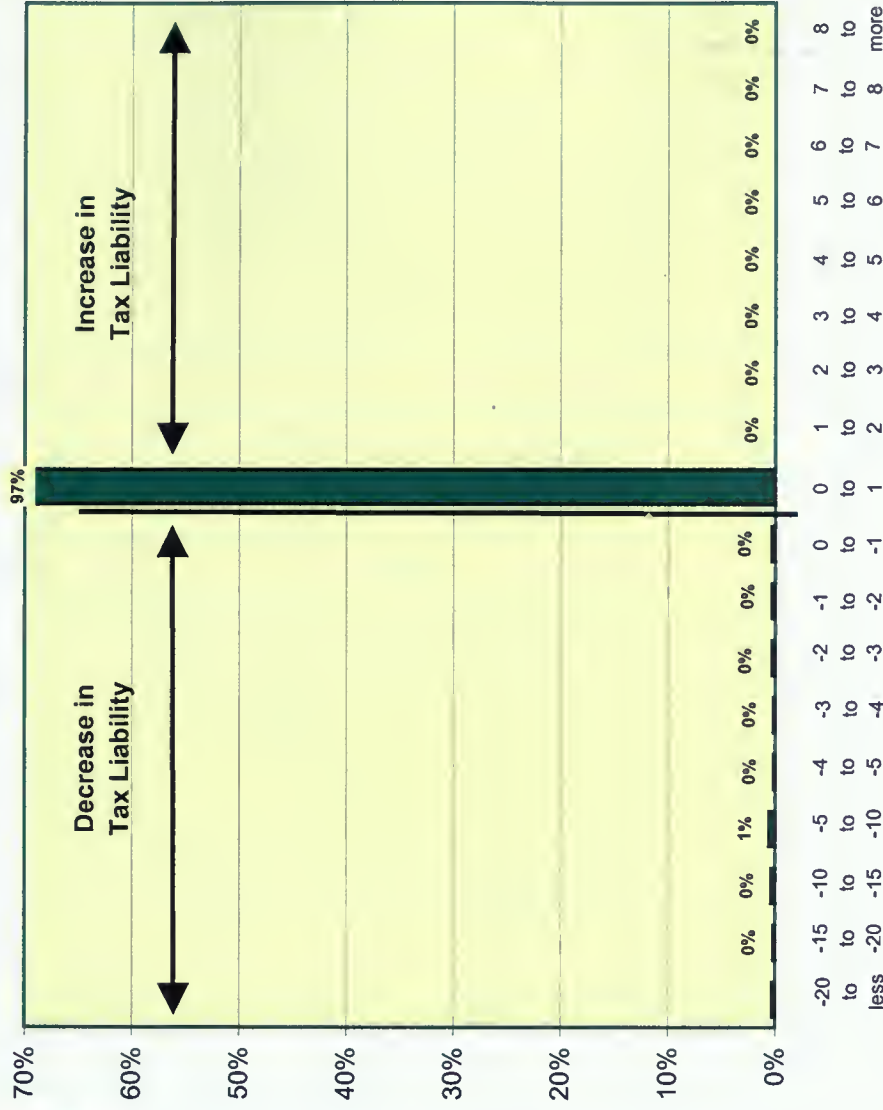 97%
Decrease in
Tax Liability
Increase in
Tax Liability
70%
60%
50%
40%
30%
20%
10%
0%
0% 0% 1% 0% 0% 0% 0% 0% 0% 0% 0% 0% 0% 0% 0% 0%
-20 -15 -10 -5 -4 -3 -2 -1 0 0 1 2 3 4 5 6 7 8
to to to to to to to to to to to to to to to to to to
less -20 -15 -10 -5 -4 -3 -2 -1 1 2 3 4 5 6 7 8 more